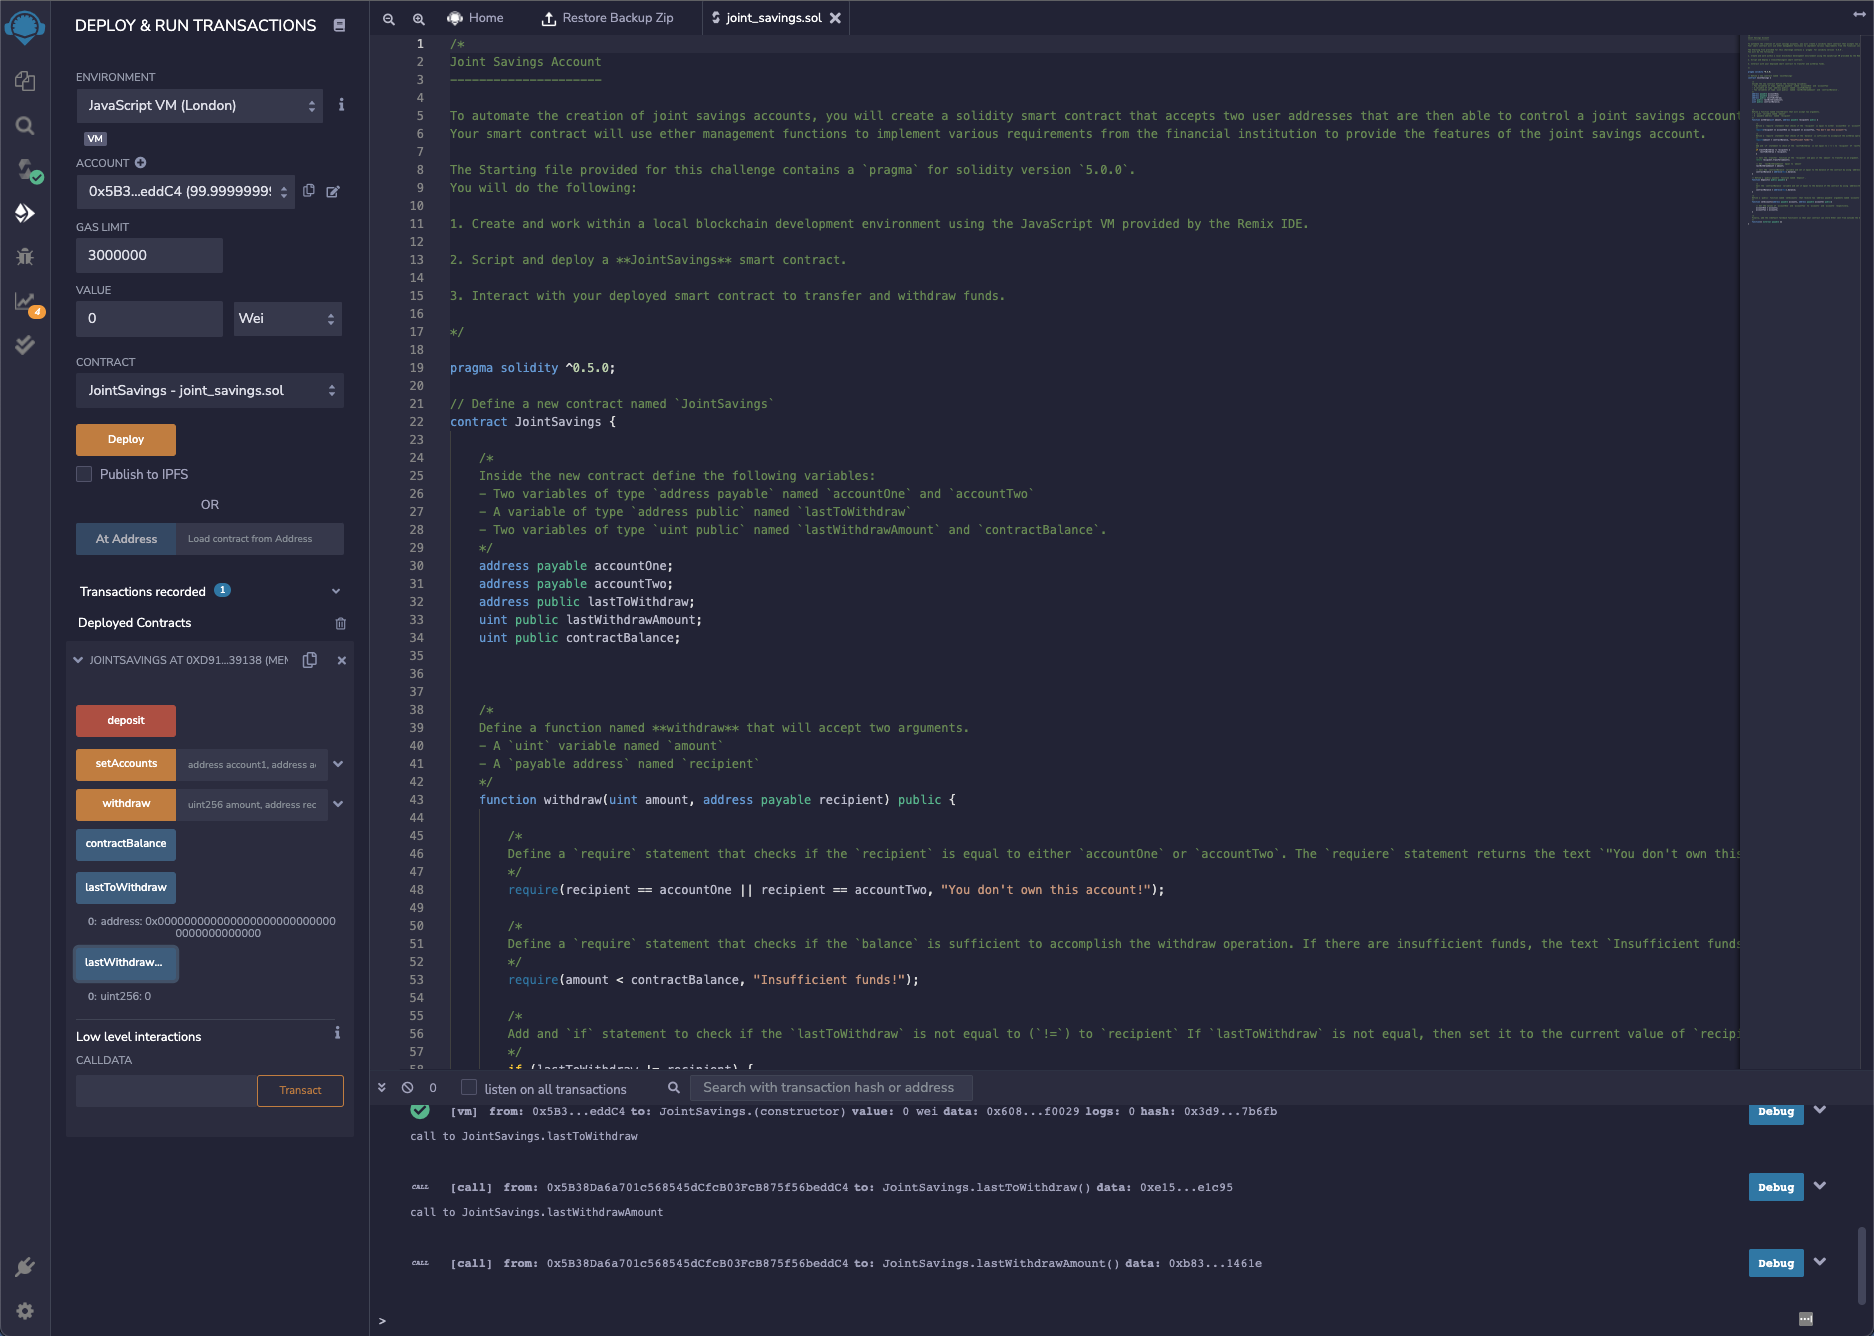 DEPLOY & RUN TRANSACTIONS
ENVIRONMENT
JavaScript VM (London)
VM
ACCOUNT
0x5B3...eddC4 (99.9999999
GAS LIMIT
3000000
VALUE
0
Wei
CONTRACT
JointSavings - joint_savings.sol
Deploy
Publish to IPFS
OR
At Address
Load contract from Address
Transactions recorded
1
Deployed Contracts
JOINTSAVINGS AT 0XD91...39138 (MEM
deposit
setAccounts
address account1, address a
withdraw
uint256 amount, address rec
contractBalance
lastToWithdraw
0: address: 0x000000000000000000000000000
0000000000000
lastWithdraw...
0: uint256: 0
Low level interactions
CALLDATA
Transact
4
Home
Restore Backup Zip
joint_savings.sol
1 /*
2 Joint Savings Account
3 ---------------------
4
5 To automate the creation of joint savings accounts, you will create a solidity smart contract that accepts two user addresses that are then able to control a joint savings account
6 Your smart contract will use ether management functions to implement various requirements from the financial institution to provide the features of the joint savings account.
7
8 The Starting file provided for this challenge contains a `pragma` for solidity version `5.0.0`.
9 You will do the following:
10
11 1. Create and work within a local blockchain development environment using the JavaScript VM provided by the Remix IDE.
12
13 2. Script and deploy a **JointSavings** smart contract.
14
15 3. Interact with your deployed smart contract to transfer and withdraw funds.
16
17 */
18
19 pragma solidity ^0.5.0;
20
21 // Define a new contract named `JointSavings`
22 contract JointSavings {
23
24 /*
25 Inside the new contract define the following variables:
26 - Two variables of type `address payable` named `accountOne` and `accountTwo`
27 - A variable of type `address public` named `lastToWithdraw`
28 - Two variables of type `uint public` named `lastWithdrawAmount` and `contractBalance`.
29 */
30 address payable accountOne;
31 address payable accountTwo;
32 address public lastToWithdraw;
33 uint public lastWithdrawAmount;
34 uint public contractBalance;
35
36
37
38 /*
39 Define a function named **withdraw** that will accept two arguments.
40 - A `uint` variable named `amount`
41 - A `payable address` named `recipient`
42 */
43 function withdraw(uint amount, address payable recipient) public {
44
45 /*
46 Define a `require` statement that checks if the `recipient` is equal to either `accountOne` or `accountTwo`. The `requiere` statement returns the text `"You don't own this
47 */
48 require(recipient == accountOne || recipient == accountTwo, "You don't own this account!");
49
50 /*
51 Define a `require` statement that checks if the `balance` is sufficient to accomplish the withdraw operation. If there are insufficient funds, the text `Insufficient funds
52 */
53 require(amount < contractBalance, "Insufficient funds!");
54
55 /*
56 Add and `if` statement to check if the `lastToWithdraw` is not equal to (`!=`) to `recipient` If `lastToWithdraw` is not equal, then set it to the current value of `recipi
57 */
58 if (lastToWithdraw != recipient) {
0
listen on all transactions
Search with transaction hash or address
[vm] from: 0x5B3...eddC4 to: JointSavings.(constructor) value: 0 wei data: 0x608...f0029 logs: 0 hash: 0x3d9...7b6fb
Debug
call to JointSavings.lastToWithdraw
CALL [call] from: 0x5B38Da6a701c568545dCfcB03FcB875f56beddC4 to: JointSavings.lastToWithdraw() data: 0xe15...e1c95
Debug
call to JointSavings.lastWithdrawAmount
CALL [call] from: 0x5B38Da6a701c568545dCfcB03FcB875f56beddC4 to: JointSavings.lastWithdrawAmount() data: 0xb83...1461e
Debug
>